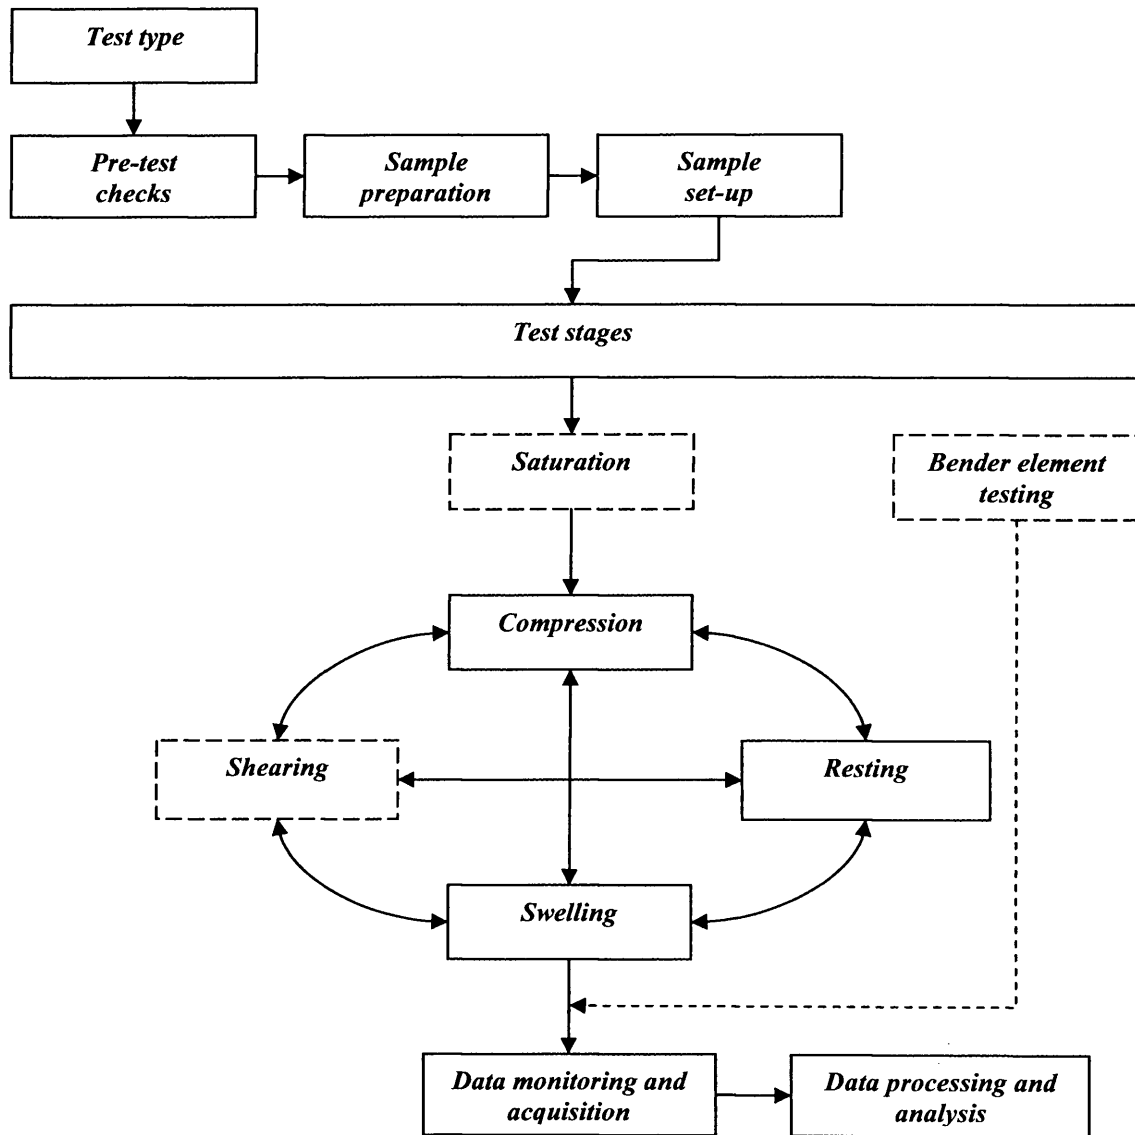 Test type
Pre-test
checks
Sample
preparation
Sample
set-up
Test stages
Saturation
Bender element
testing
Compression
Shearing
Resting
Swelling
Data monitoring and
acquisition
Data processing and
analysis